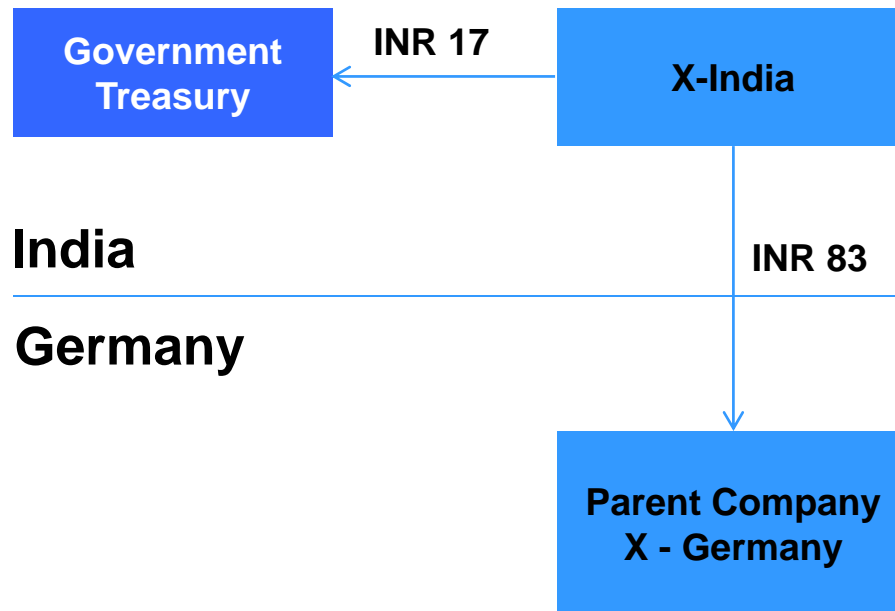 Government
Treasury
INR 17
X-India
India
INR 83
Germany
Parent Company
X - Germany